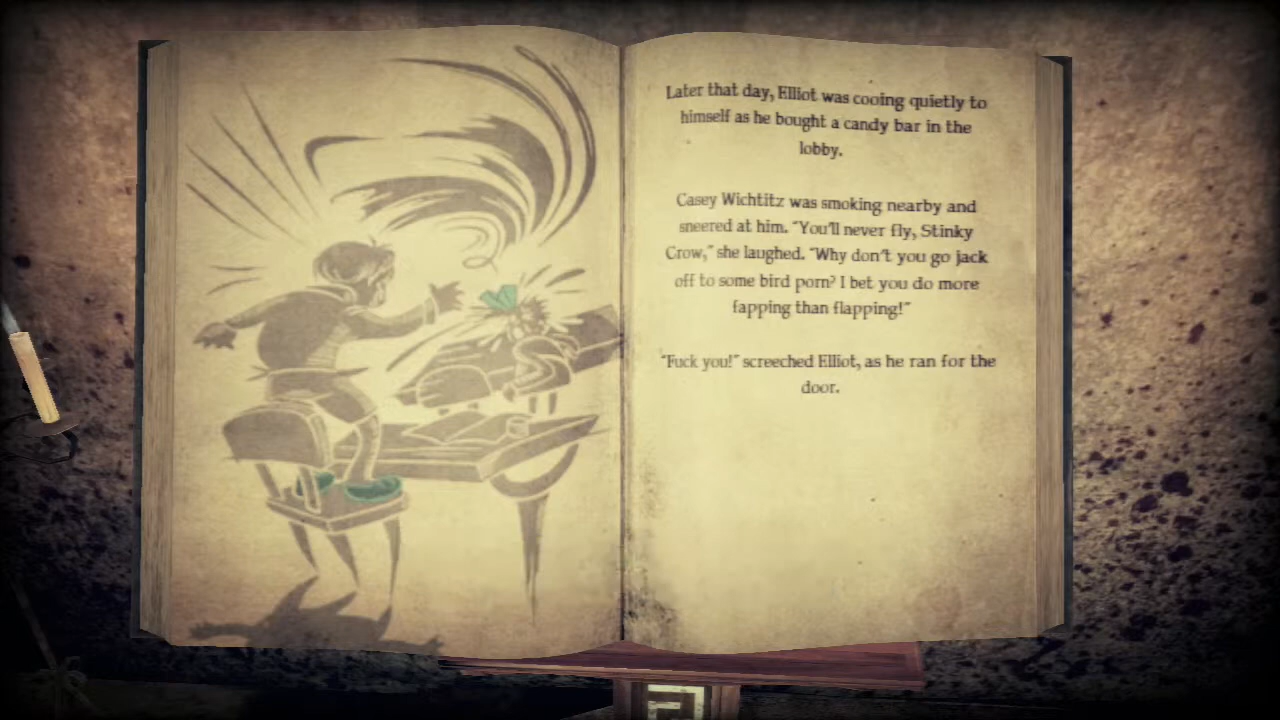 Later that day, Elliot was cooing quietly to
himself as he bought a candy bar in the
lobby.
Casey Wichtitz was smoking nearby and
sneered at him. "You'll never fly, Stinky
Crow," she laughed. "Why don't you go jack
off to some bird porn? I bet you do more
fapping than flapping!"
"Fuck you!" screeched Elliot, as he ran for the
door.